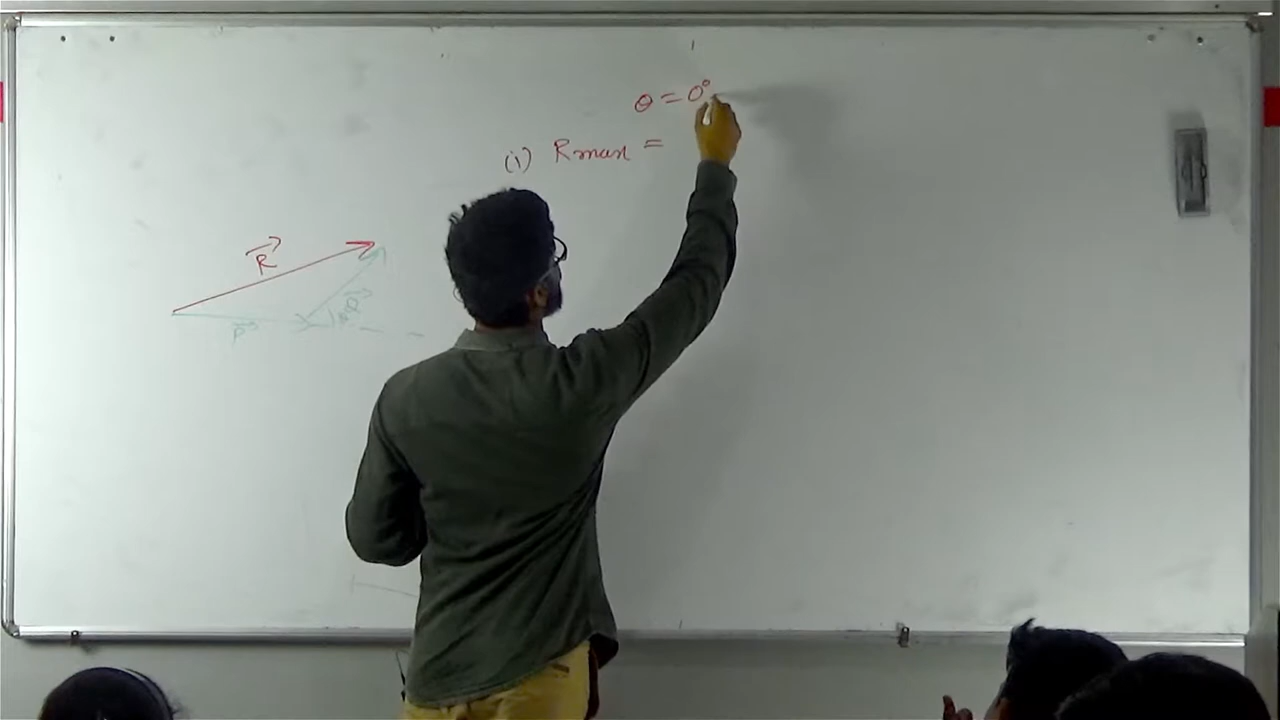 θ = 0°
(i) Rmax =
R⃗
P⃗
θ Q⃗